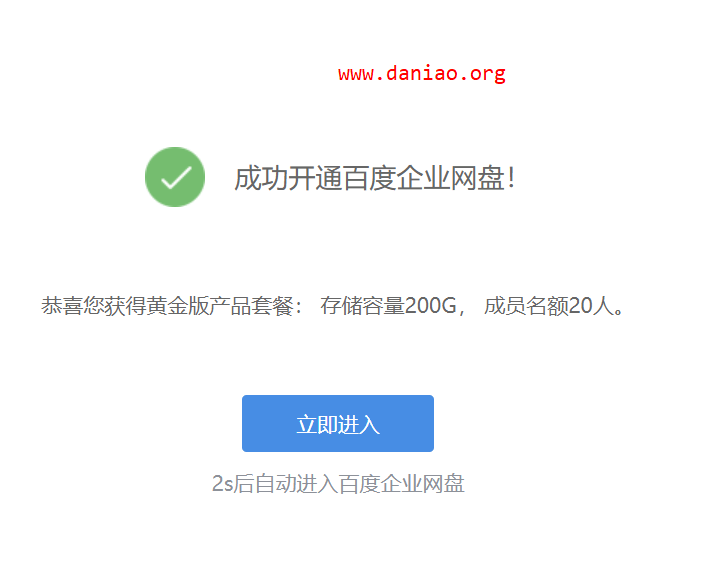 www.daniao.org
成功开通百度企业网盘！
恭喜您获得黄金版产品套餐： 存储容量200G， 成员名额20人。
立即进入
2s后自动进入百度企业网盘